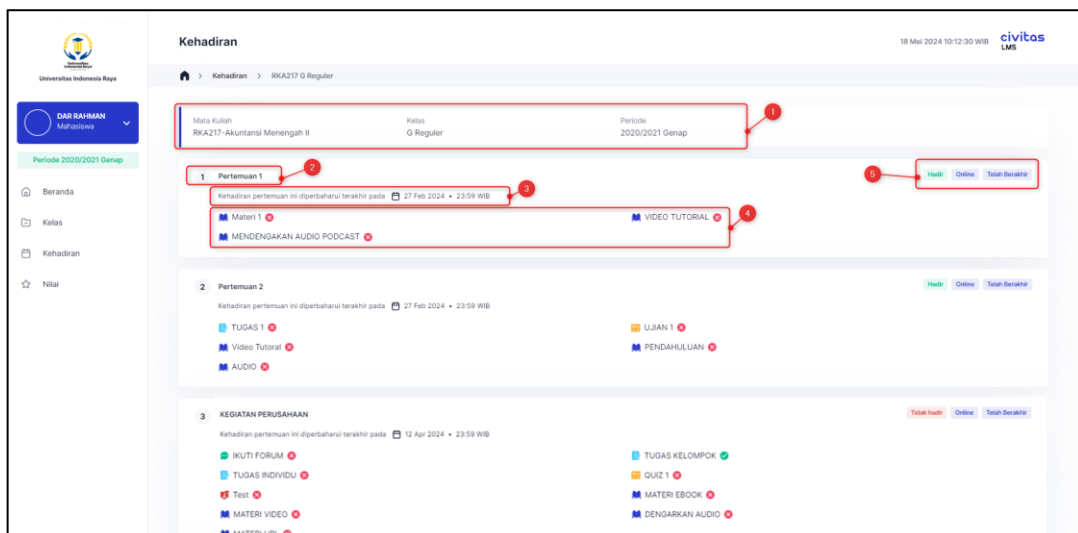 Kehadiran
18 Mei 2024 10:12:30 WIB
civitas
LMS
Universitas
Indonesia Raya
Universitas Indonesia Raya
Kehadiran > RKA217 G Reguler
DAR RAHMAN
Mahasiswa
Periode 2020/2021 Genap
Beranda
Kelas
Kehadiran
Nilai
Mata Kuliah Kelas Periode
RKA217-Akuntansi Menengah II G Reguler 2020/2021 Genap
1
1 Pertemuan 1
2
5
Hadir Online Telah Berakhir
Kehadiran pertemuan ini diperbaharui terakhir pada 27 Feb 2024 • 23:59 WIB
3
Materi 1 VIDEO TUTORIAL
4
MENDENGAKAN AUDIO PODCAST
2 Pertemuan 2 Hadir Online Telah Berakhir
Kehadiran pertemuan ini diperbaharui terakhir pada 27 Feb 2024 • 23:59 WIB
TUGAS 1 UJIAN 1
Video Tutoral PENDAHULUAN
AUDIO
3 KEGIATAN PERUSAHAAN Tidak hadir Online Telah Berakhir
Kehadiran pertemuan ini diperbaharui terakhir pada 12 Apr 2024 • 23:59 WIB
IKUTI FORUM TUGAS KELOMPOK
TUGAS INDIVIDU QUIZ 1
Test MATERI EBOOK
MATERI VIDEO DENGARKAN AUDIO